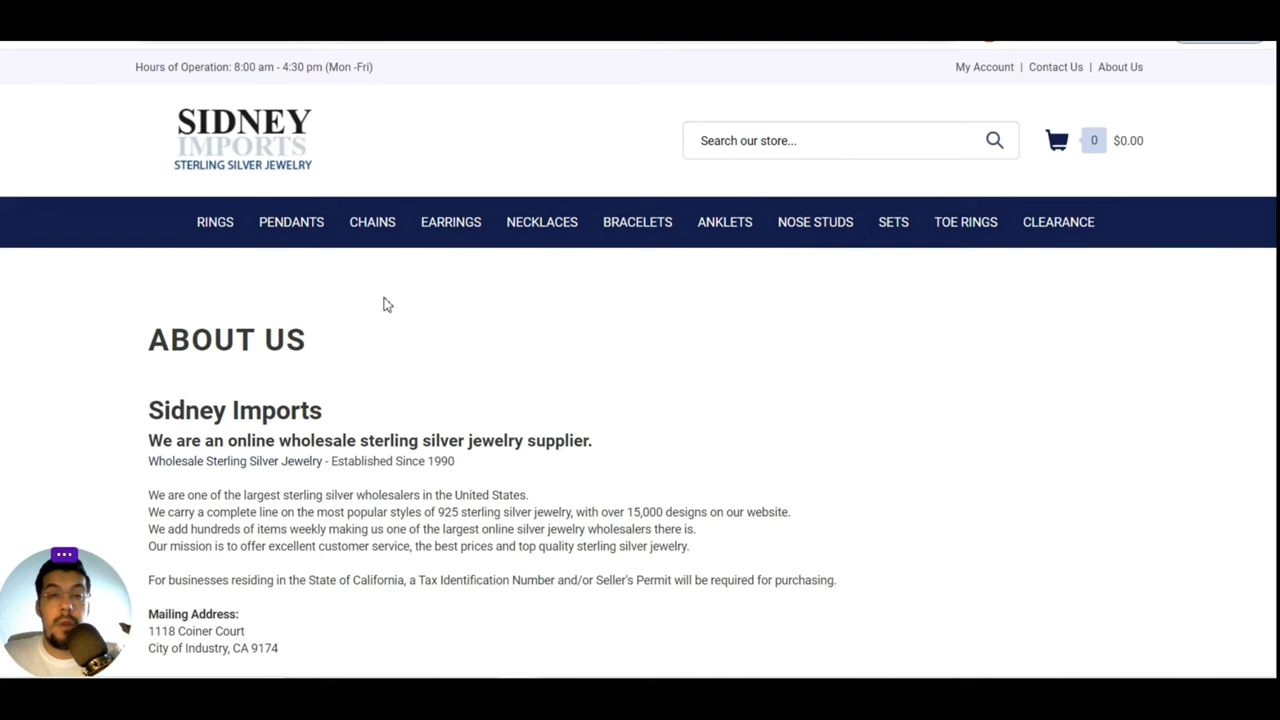 Hours of Operation: 8:00 am - 4:30 pm (Mon -Fri)
My Account | Contact Us | About Us
SIDNEY
IMPORTS
STERLING SILVER JEWELRY
Search our store...
0 $0.00
RINGS PENDANTS CHAINS EARRINGS NECKLACES BRACELETS ANKLETS NOSE STUDS SETS TOE RINGS CLEARANCE
ABOUT US
Sidney Imports
We are an online wholesale sterling silver jewelry supplier.
Wholesale Sterling Silver Jewelry - Established Since 1990
We are one of the largest sterling silver wholesalers in the United States.
We carry a complete line on the most popular styles of 925 sterling silver jewelry, with over 15,000 designs on our website.
We add hundreds of items weekly making us one of the largest online silver jewelry wholesalers there is.
Our mission is to offer excellent customer service, the best prices and top quality sterling silver jewelry.
For businesses residing in the State of California, a Tax Identification Number and/or Seller's Permit will be required for purchasing.
Mailing Address:
1118 Coiner Court
City of Industry, CA 9174